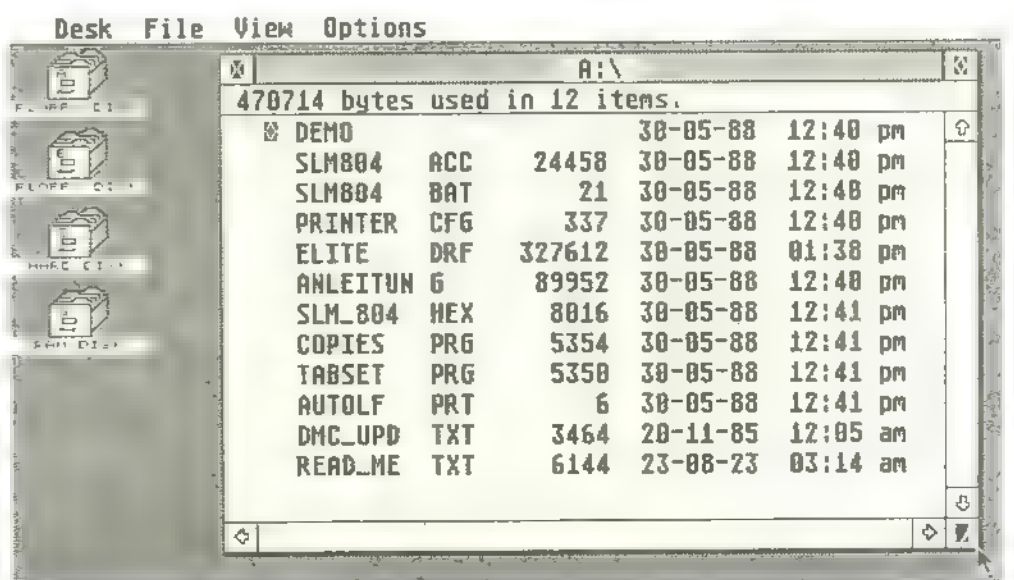 Desk File View Options
A:\
470714 bytes used in 12 items.
DEMO 30-05-88 12:40 pm
SLM804 ACC 24458 30-05-88 12:40 pm
SLM804 BAT 21 30-05-88 12:40 pm
PRINTER CFG 337 30-05-88 12:40 pm
ELITE DRF 327612 30-05-88 01:38 pm
ANLEITUN G 89952 30-05-88 12:40 pm
SLM_804 HEX 8016 30-05-88 12:41 pm
COPIES PRG 5354 30-05-88 12:41 pm
TABSET PRG 5350 30-05-88 12:41 pm
AUTOLF PRT 6 30-05-88 12:41 pm
DMC_UPD TXT 3464 20-11-85 12:05 am
READ_ME TXT 6144 23-08-23 03:14 am